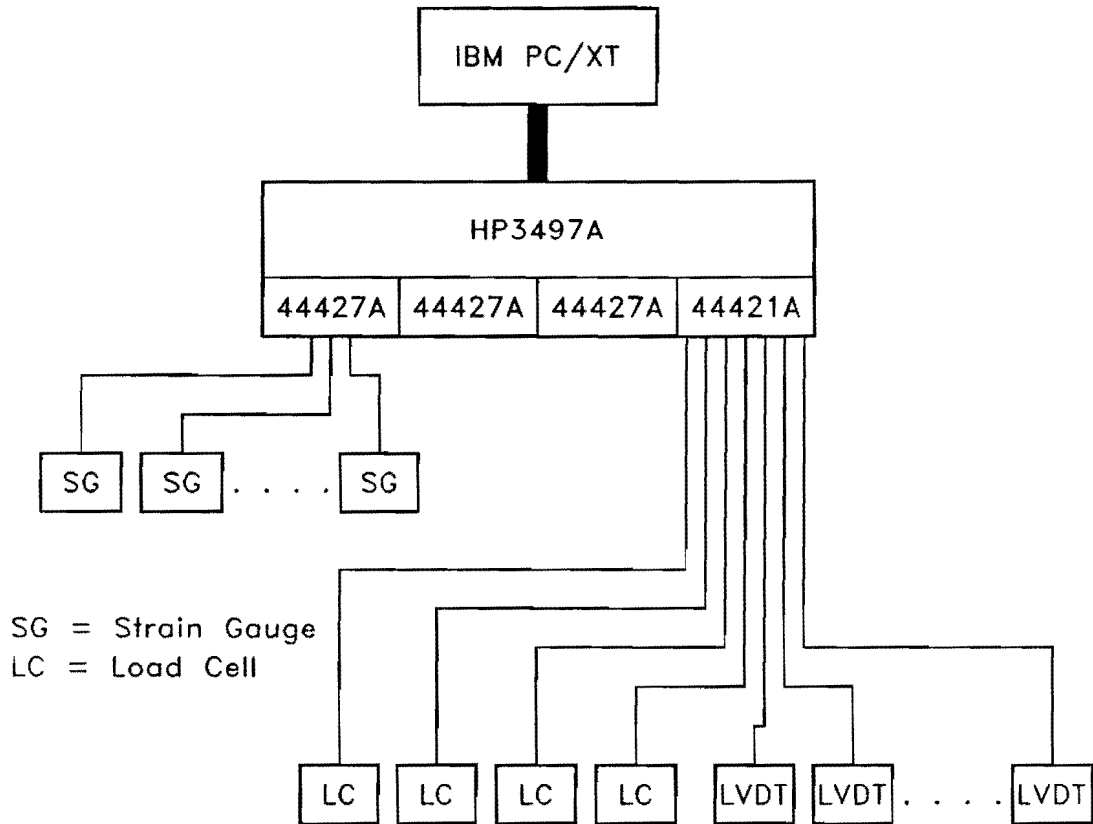 IBM PC/XT
HP3497A
44427A 44427A 44427A 44421A
SG SG . . . . SG
SG = Strain Gauge
LC = Load Cell
LC LC LC LC LVDT LVDT . . . . LVDT